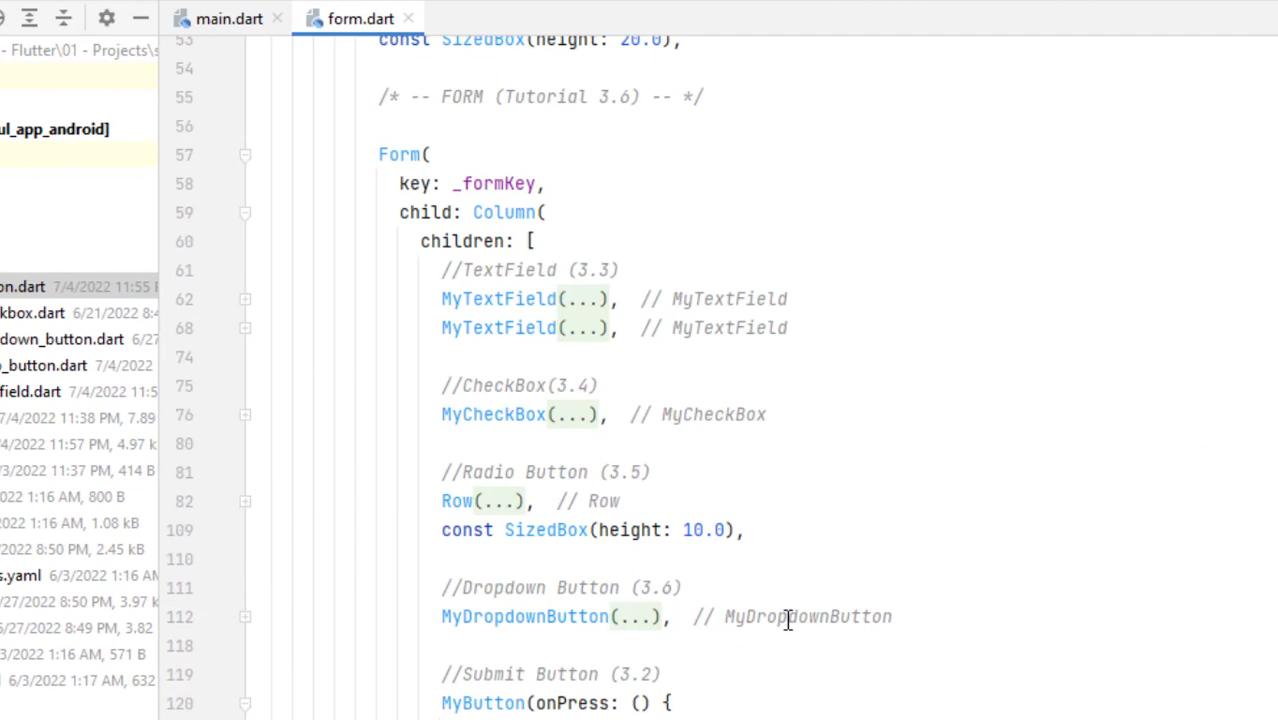 main.dart
form.dart
- Flutter\01 - Projects\s
53 const SizedBox(height: 20.0),
54
55 /* -- FORM (Tutorial 3.6) -- */
56
ul_app_android]
57 Form(
58 key: _formKey,
59 child: Column(
60 children: [
61 //TextField (3.3)
on.dart 7/4/2022 11:55
62 MyTextField(...), // MyTextField
kbox.dart 6/21/2022 8:4
68 MyTextField(...), // MyTextField
down_button.dart 6/27
74
_button.dart 7/4/2022
75 //CheckBox(3.4)
field.dart 7/4/2022 11:5
76 MyCheckBox(...), // MyCheckBox
7/4/2022 11:38 PM, 7.89
80
4/2022 11:57 PM, 4.97 k
81 //Radio Button (3.5)
3/2022 11:37 PM, 414 B
82 Row(...), // Row
2022 1:16 AM, 800 B
109 const SizedBox(height: 10.0),
2022 1:16 AM, 1.08 kB
110
2022 8:50 PM, 2.45 kB
111 //Dropdown Button (3.6)
s.yaml 6/3/2022 1:16 AM
112 MyDropdownButton(...), // MyDropdownButton
/27/2022 8:50 PM, 3.97 k
27/2022 8:49 PM, 3.82
118
3/2022 1:16 AM, 571 B
119 //Submit Button (3.2)
6/3/2022 1:17 AM, 632
120 MyButton(onPress: () {